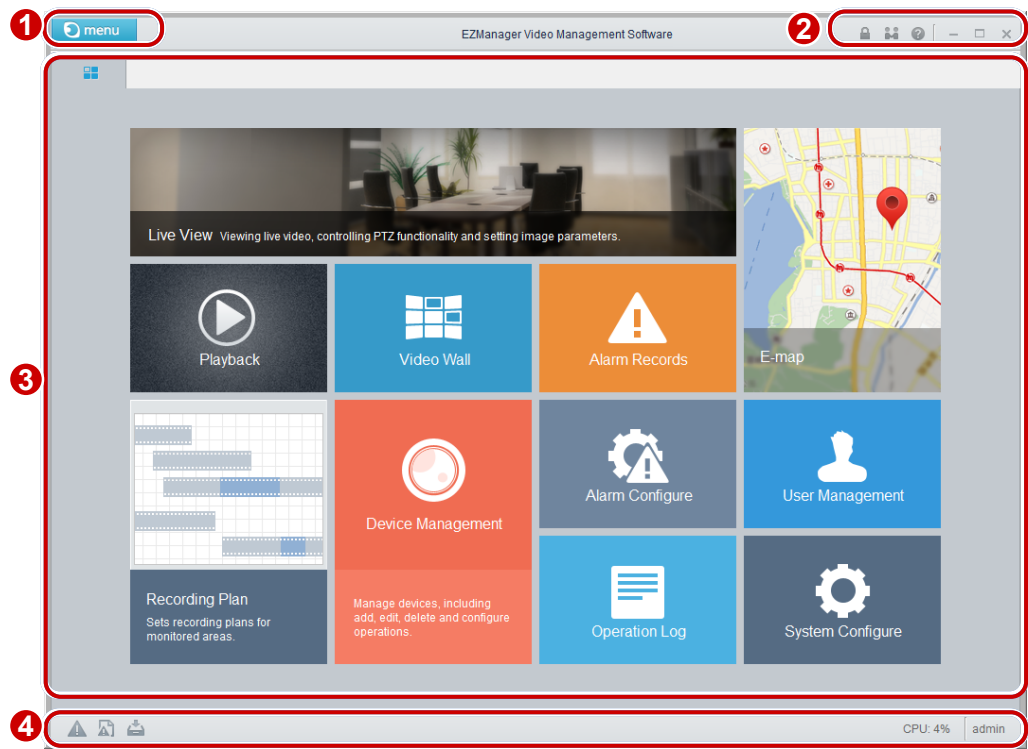 1
menu
EZManager Video Management Software
2
3
Live View Viewing live video, controlling PTZ functionality and setting image parameters.
E-map
Playback
Video Wall
Alarm Records
Device Management
Alarm Configure
User Management
Recording Plan
Sets recording plans for
monitored areas.
Manage devices, including
add, edit, delete and configure
operations.
Operation Log
System Configure
4
CPU: 4%
admin